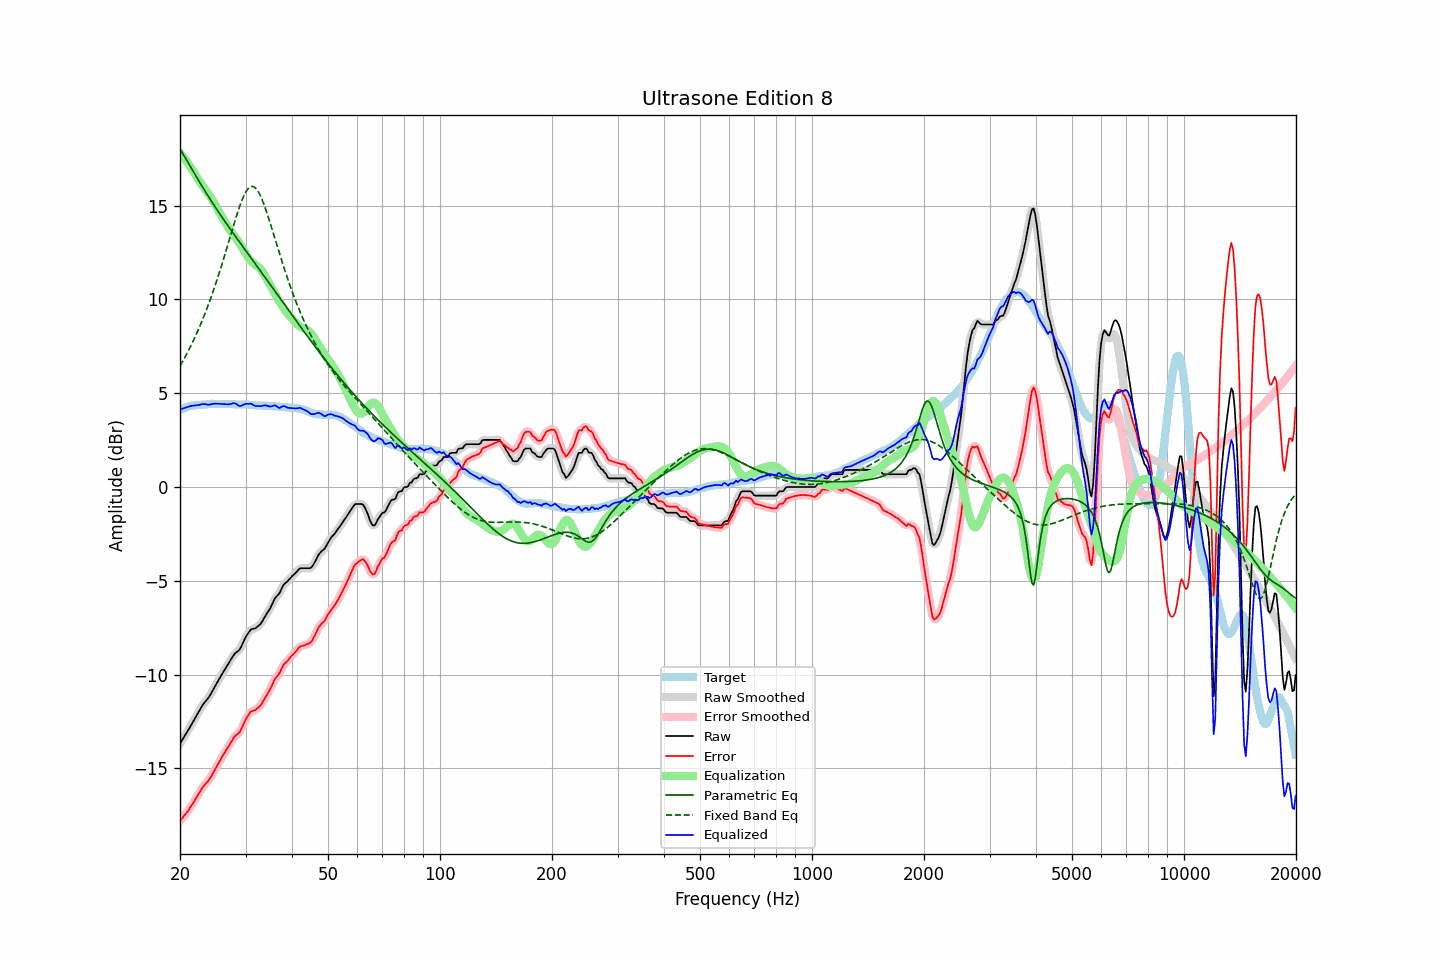 Ultrasone Edition 8
Amplitude (dBr)
15
10
5
0
−5
−10
−15
Target
Raw Smoothed
Error Smoothed
Raw
Error
Equalization
Parametric Eq
Fixed Band Eq
Equalized
20
50
100
200
500
1000
2000
5000
10000
20000
Frequency (Hz)